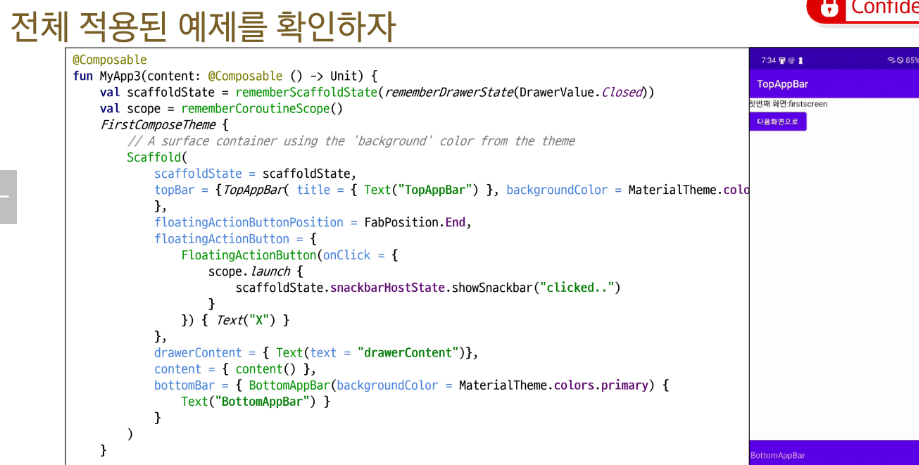 전체 적용된 예제를 확인하자
@Composable
fun MyApp3(content: @Composable () -> Unit) {
    val scaffoldState = rememberScaffoldState(rememberDrawerState(DrawerValue.Closed))
    val scope = rememberCoroutineScope()
    FirstComposeTheme {
        // A surface container using the 'background' color from the theme
        Scaffold(
            scaffoldState = scaffoldState,
            topBar = {TopAppBar( title = { Text("TopAppBar") }, backgroundColor = MaterialTheme.colo
            },
            floatingActionButtonPosition = FabPosition.End,
            floatingActionButton = {
                FloatingActionButton(onClick = {
                    scope.launch {
                        scaffoldState.snackbarHostState.showSnackbar("clicked..")
                    }
                }) { Text("X") }
            },
            drawerContent = { Text(text = "drawerContent")},
            content = { content() },
            bottomBar = { BottomAppBar(backgroundColor = MaterialTheme.colors.primary) {
                Text("BottomAppBar") }
            }
        )
    }
Confide
7:34
85%
TopAppBar
첫번째 화면:firstscreen
다음화면으로
BottomAppBar